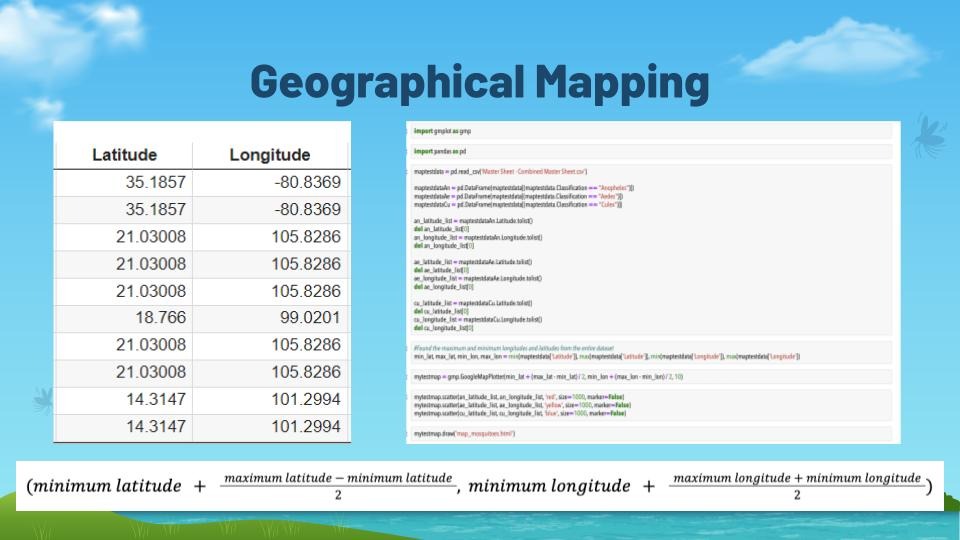 Geographical Mapping
Latitude Longitude
35.1857 -80.8369
35.1857 -80.8369
21.03008 105.8286
21.03008 105.8286
21.03008 105.8286
18.766 99.0201
21.03008 105.8286
21.03008 105.8286
14.3147 101.2994
14.3147 101.2994
import gmplot as gmp
import pandas as pd
maptestdata = pd.read_csv('Master Sheet - Combined Master Sheet.csv')
maptestdataAn = pd.DataFrame(maptestdata[(maptestdata.Classification == "Anopheles")])
maptestdataAe = pd.DataFrame(maptestdata[(maptestdata.Classification == "Aedes")])
maptestdataCu = pd.DataFrame(maptestdata[(maptestdata.Classification == "Culex")])
an_latitude_list = maptestdataAn.Latitude.tolist()
del an_latitude_list[0]
an_longitude_list = maptestdataAn.Longitude.tolist()
del an_longitude_list[0]
ae_latitude_list = maptestdataAe.Latitude.tolist()
del ae_latitude_list[0]
ae_longitude_list = maptestdataAe.Longitude.tolist()
del ae_longitude_list[0]
cu_latitude_list = maptestdataCu.Latitude.tolist()
del cu_latitude_list[0]
cu_longitude_list = maptestdataCu.Longitude.tolist()
del cu_longitude_list[0]
#Found the maximum and minimum longitudes and latitudes from the entire dataset
min_lat, max_lat, min_lon, max_lon = min(maptestdata['Latitude']), max(maptestdata['Latitude']), min(maptestdata['Longitude']), max(maptestdata['Longitude'])
mytestmap = gmp.GoogleMapPlotter(min_lat + (max_lat - min_lat) / 2, min_lon + (max_lon - min_lon) / 2, 10)
mytestmap.scatter(an_latitude_list, an_longitude_list, 'red', size=1000, marker=False)
mytestmap.scatter(ae_latitude_list, ae_longitude_list, 'yellow', size=1000, marker=False)
mytestmap.scatter(cu_latitude_list, cu_longitude_list, 'blue', size=1000, marker=False)
mytestmap.draw('map_mosquitoes.html')
(minimum latitude + (maximum latitude − minimum latitude)/2, minimum longitude + (maximum longitude + minimum longitude)/2)